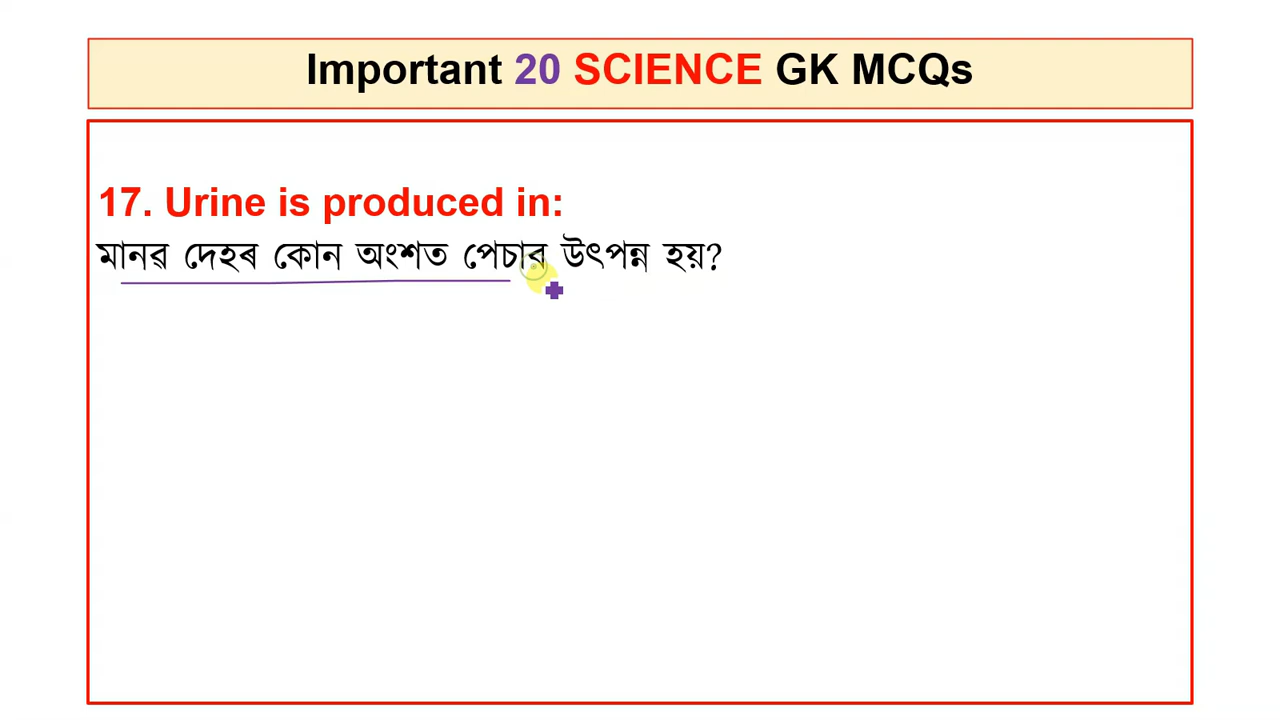 Important 20 SCIENCE GK MCQs
17. Urine is produced in:
মানৱ দেহৰ কোন অংশত পেচাব উৎপন্ন হয়?